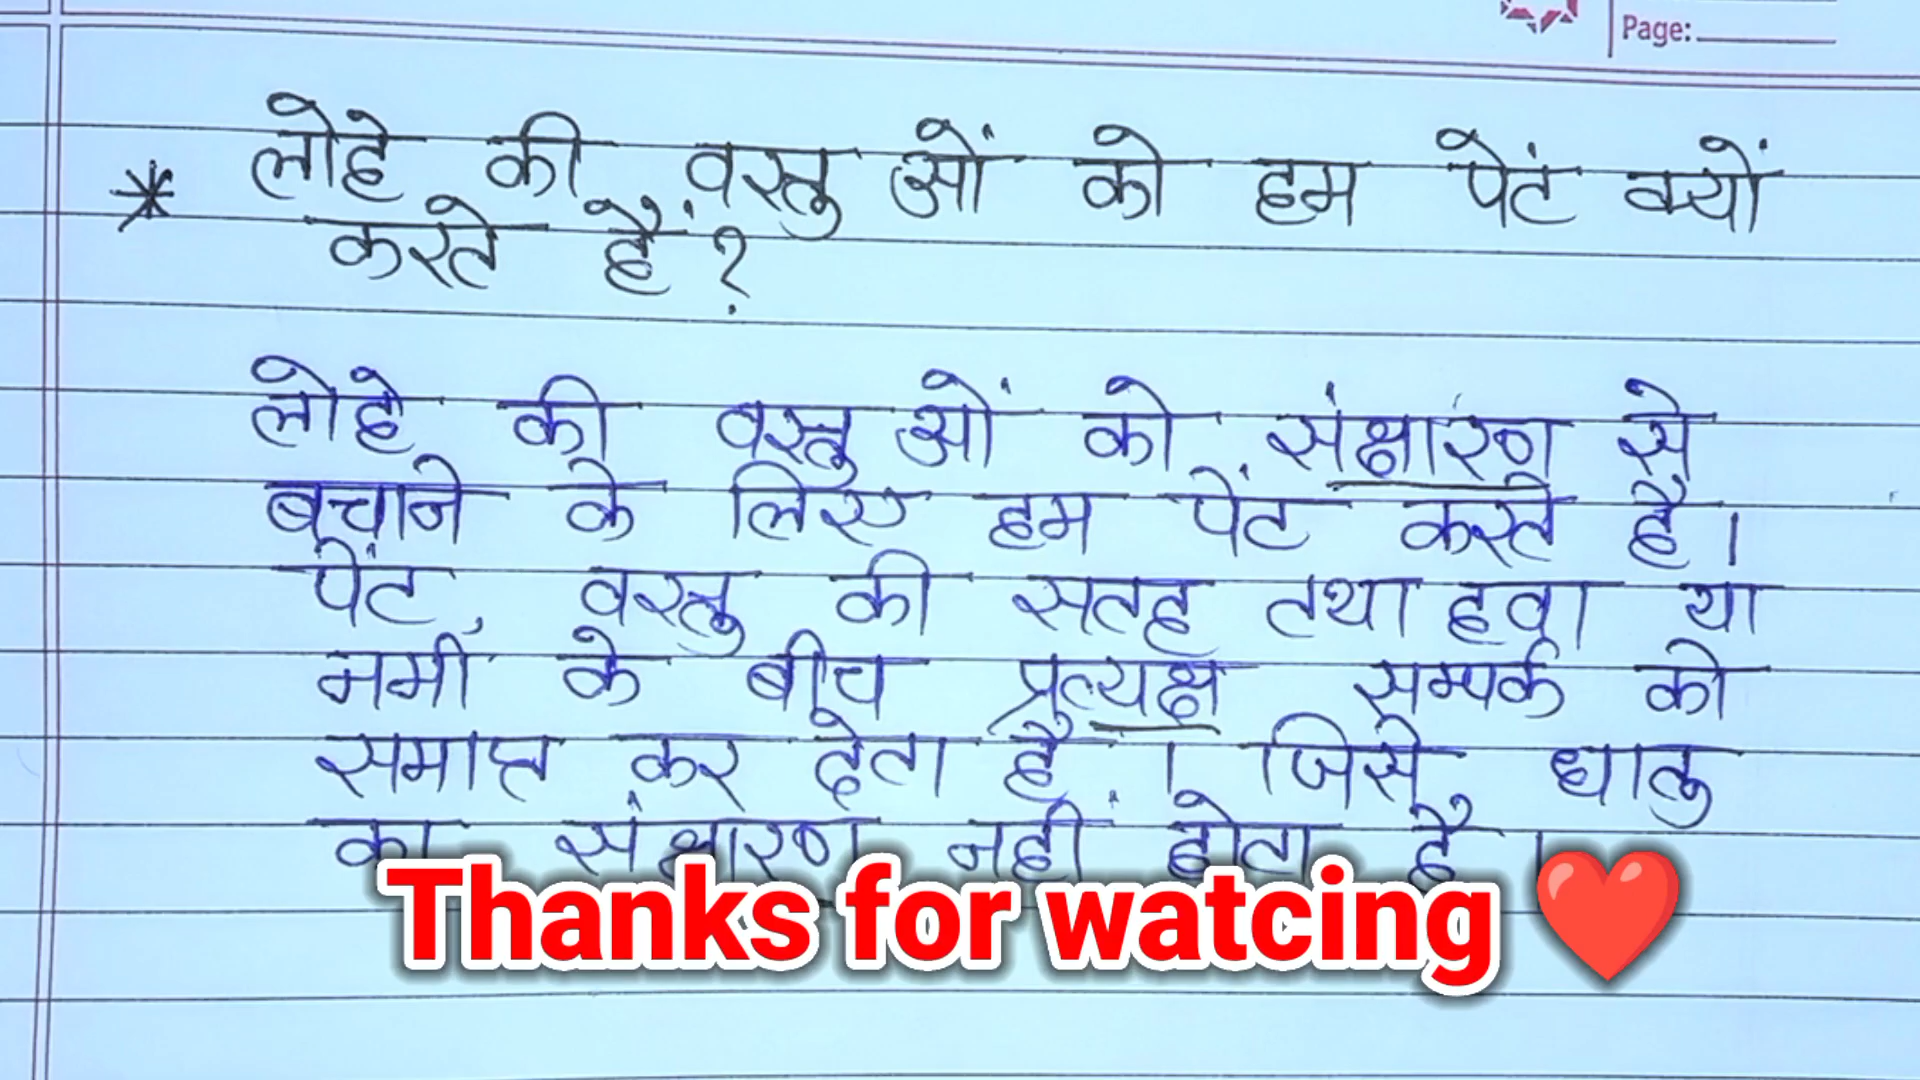 Page:
* लोहे की वस्तुओं को हम पेंट क्यों
करते हैं?
लोहे की वस्तुओं को संक्षारण से
बचाने के लिए हम पेंट करते हैं।
पेंट, वस्तु की सतह तथा हवा या
नमी के बीच प्रत्यक्ष सम्पर्क को
समाप्त कर देता है । जिसे धातु
का संक्षारण नहीं होता है ।
Thanks for watcing ❤️